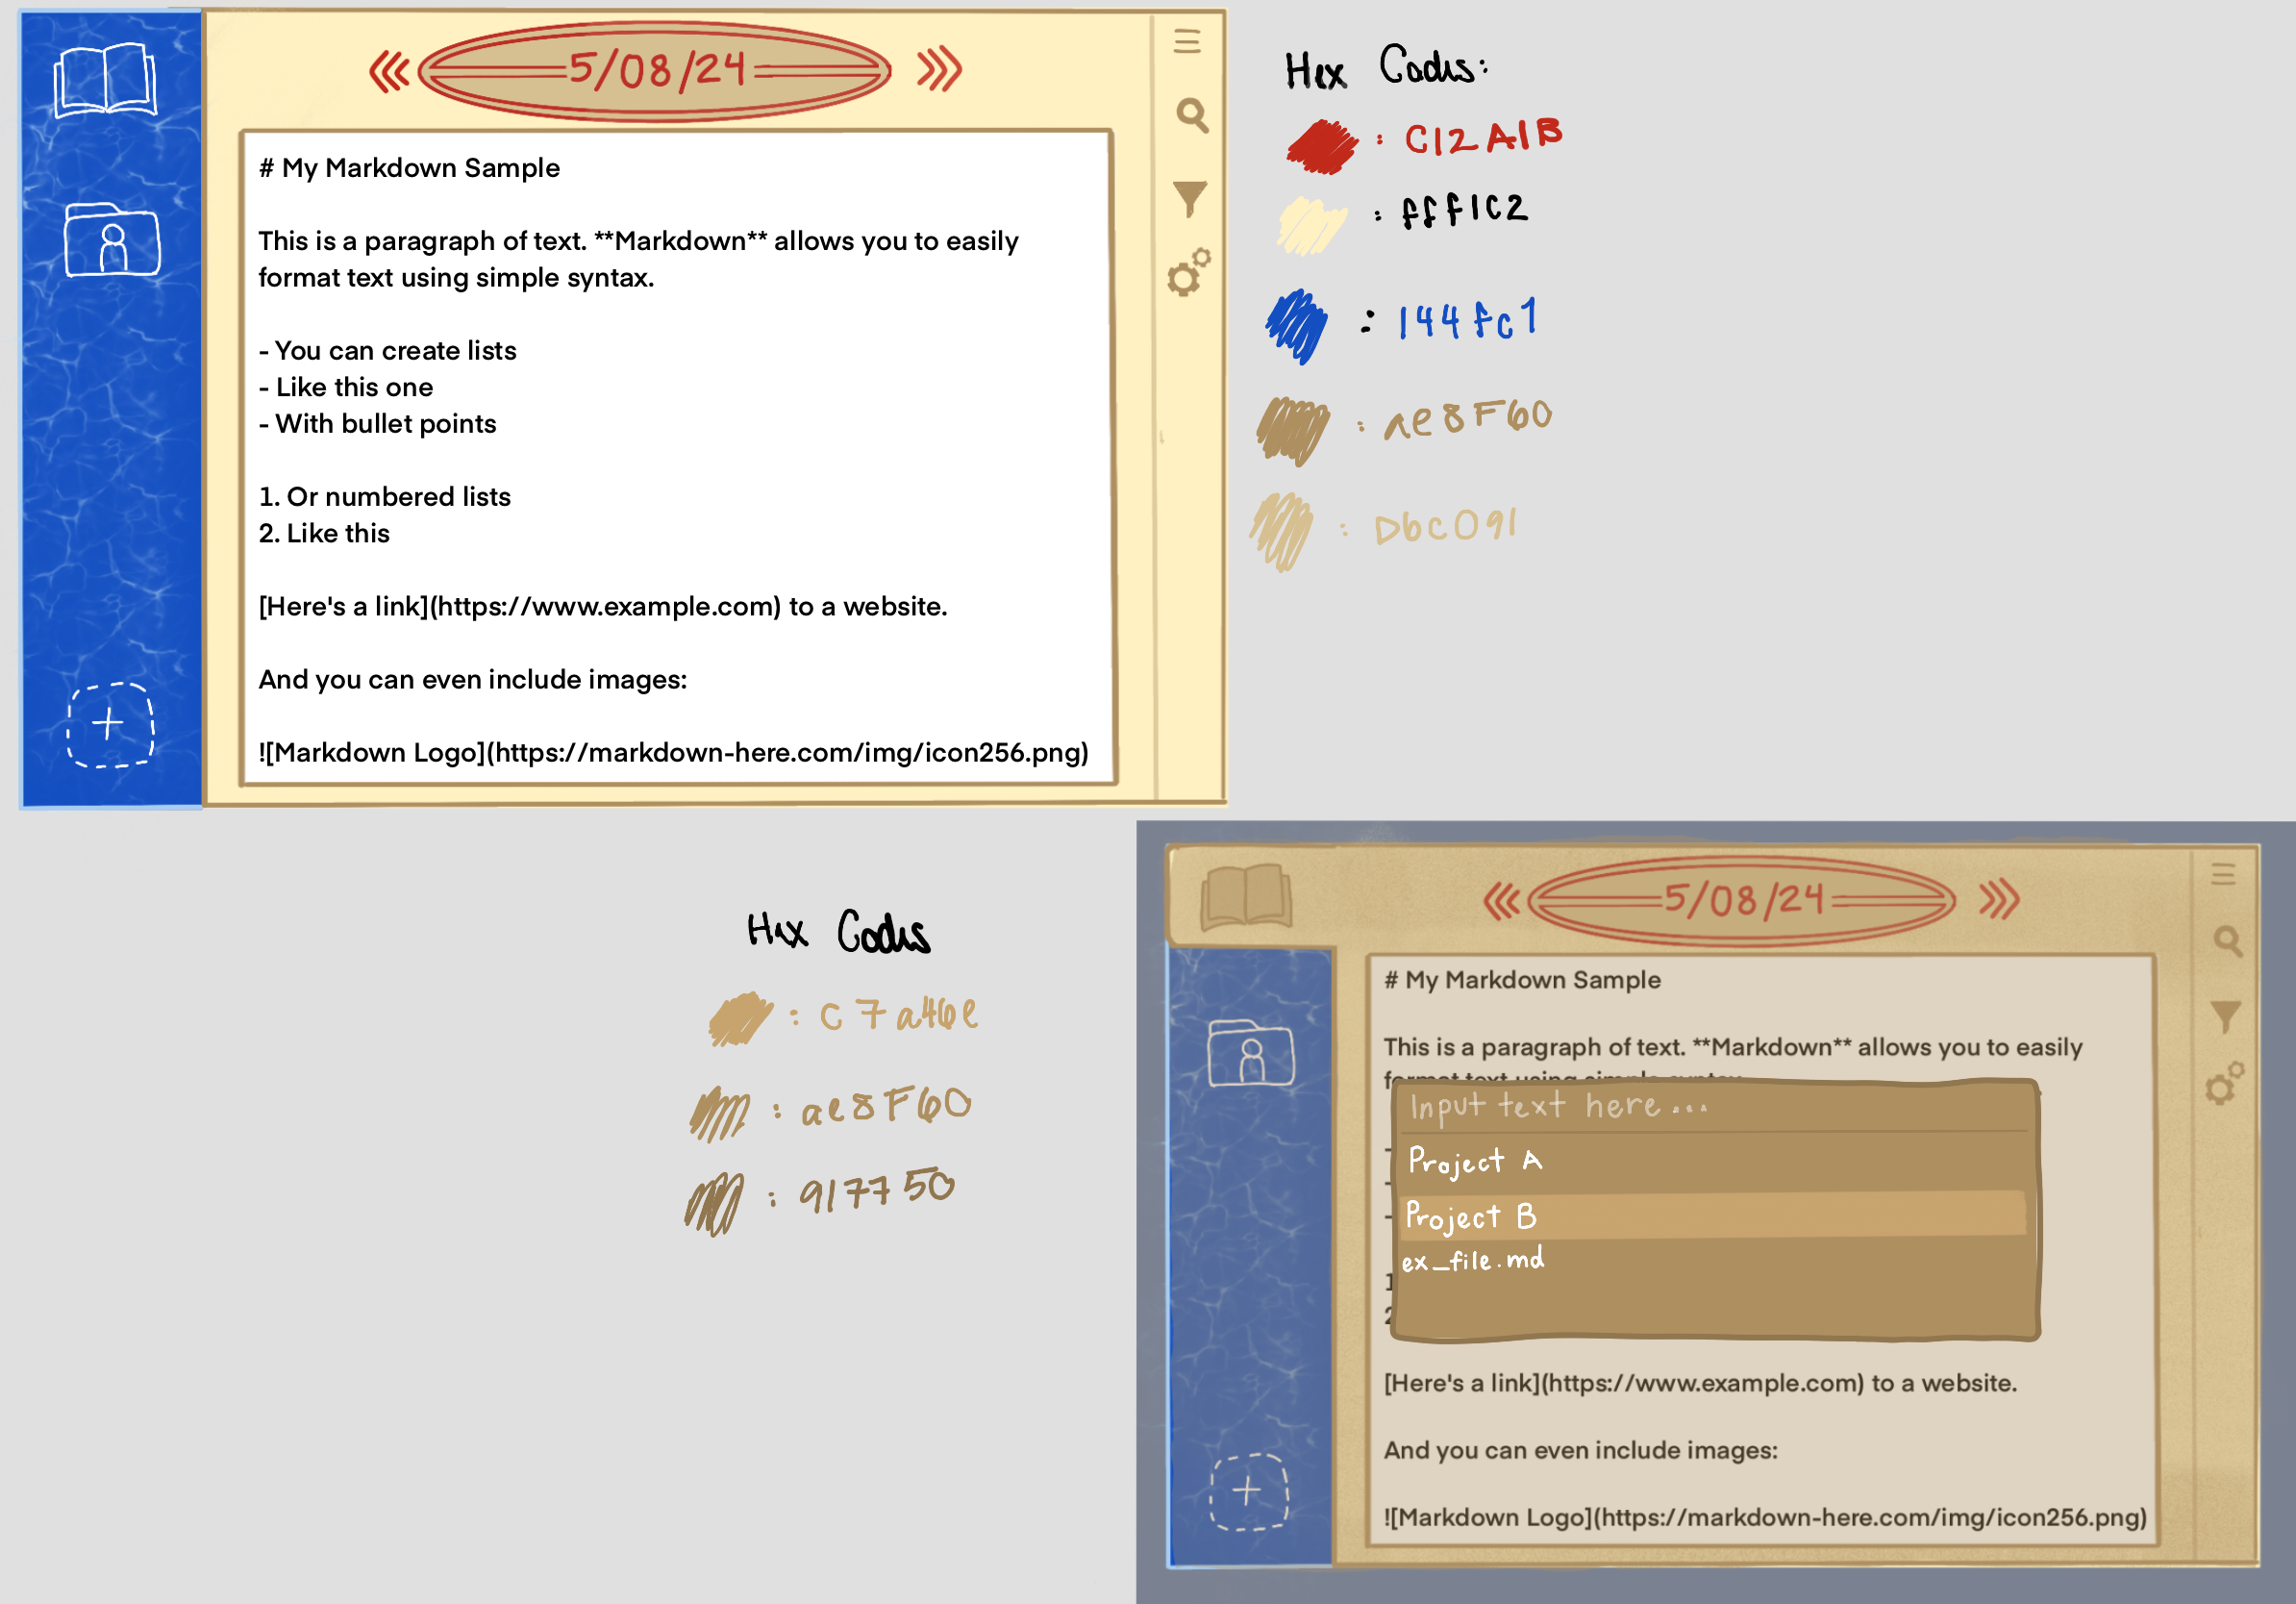 5/08/24
# My Markdown Sample
This is a paragraph of text. **Markdown** allows you to easily
format text using simple syntax.
- You can create lists
- Like this one
- With bullet points
1. Or numbered lists
2. Like this
[Here's a link](https://www.example.com) to a website.
And you can even include images:
![Markdown Logo](https://markdown-here.com/img/icon256.png)
Hex Codes:
: C12A1B
: fff1c2
: 144fc1
: ae8F60
: D6C091
Hex Codes
: c7a46e
: ae8F60
: 917750
5/08/24
# My Markdown Sample
This is a paragraph of text. **Markdown** allows you to easily
format text using simple syntax.
Input text here...
Project A
Project B
ex_file.md
[Here's a link](https://www.example.com) to a website.
And you can even include images:
![Markdown Logo](https://markdown-here.com/img/icon256.png)